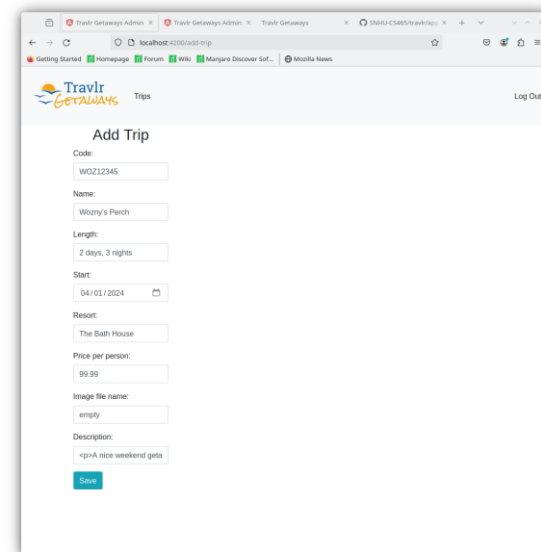 Travlr Getaways Admin × Travlr Getaways Admin × Travlr Getaways × SNHU-CS465/travlr/app ×
localhost:4200/add-trip
Getting Started Homepage Forum Wiki Manjaro Discover Sof... Mozilla News
Travlr
GETAWAYS
Trips
Log Out
Add Trip
Code:
WOZ12345
Name:
Wozny's Perch
Length:
2 days, 3 nights
Start:
04/01/2024
Resort:
The Bath House
Price per person:
99.99
Image file name:
empty
Description:
<p>A nice weekend geta
Save